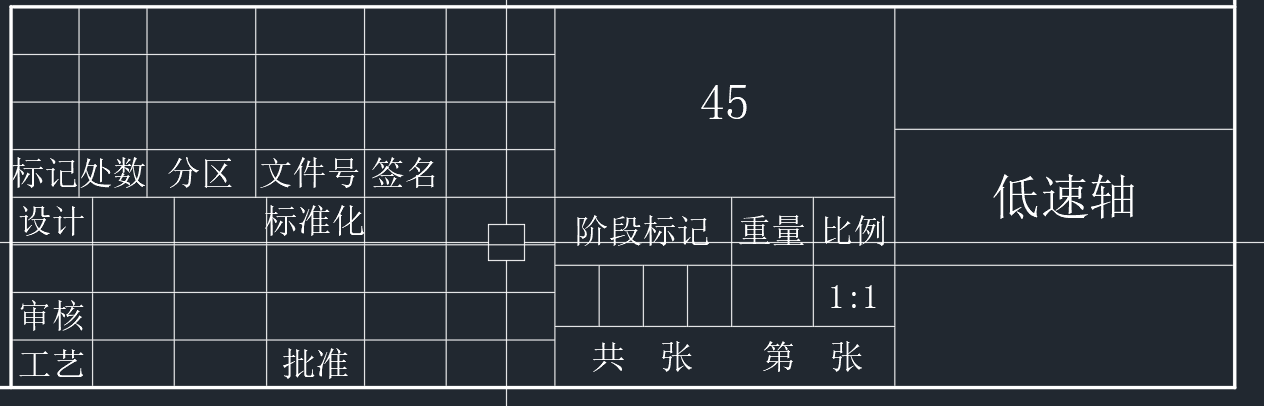 45
标记 处数 分区 文件号 签名
低速轴
设计 标准化
阶段标记 重量 比例
1:1
审核
工艺 批准
共 张 第 张